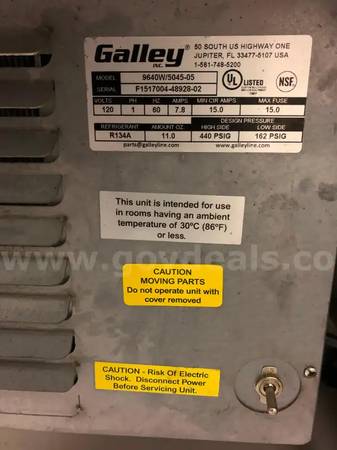 Galley INC.
50 SOUTH US HIGHWAY ONE
JUPITER, FL 33477-5107 USA
1-561-748-5200
MODEL 9640W/5045-05
SERIAL F1517004-48928-02
UL LISTED
NSF
VOLTS PH HZ AMPS MIN CIR AMPS MAX FUSE
120 1 60 7.8 15.0 15.0
REFRIGERANT AMOUNT OZ. DESIGN PRESSURE
HIGH SIDE LOW SIDE
R134A 11.0 440 PSIG 162 PSIG
parts@galleyline.com www.galleyline.com
This unit is intended for use
in rooms having an ambient
temperature of 30ºC (86ºF)
or less.
www.govdeals.com
CAUTION
MOVING PARTS
Do not operate unit with
cover removed
CAUTION - Risk Of Electric
Shock. Disconnect Power
Before Servicing Unit.